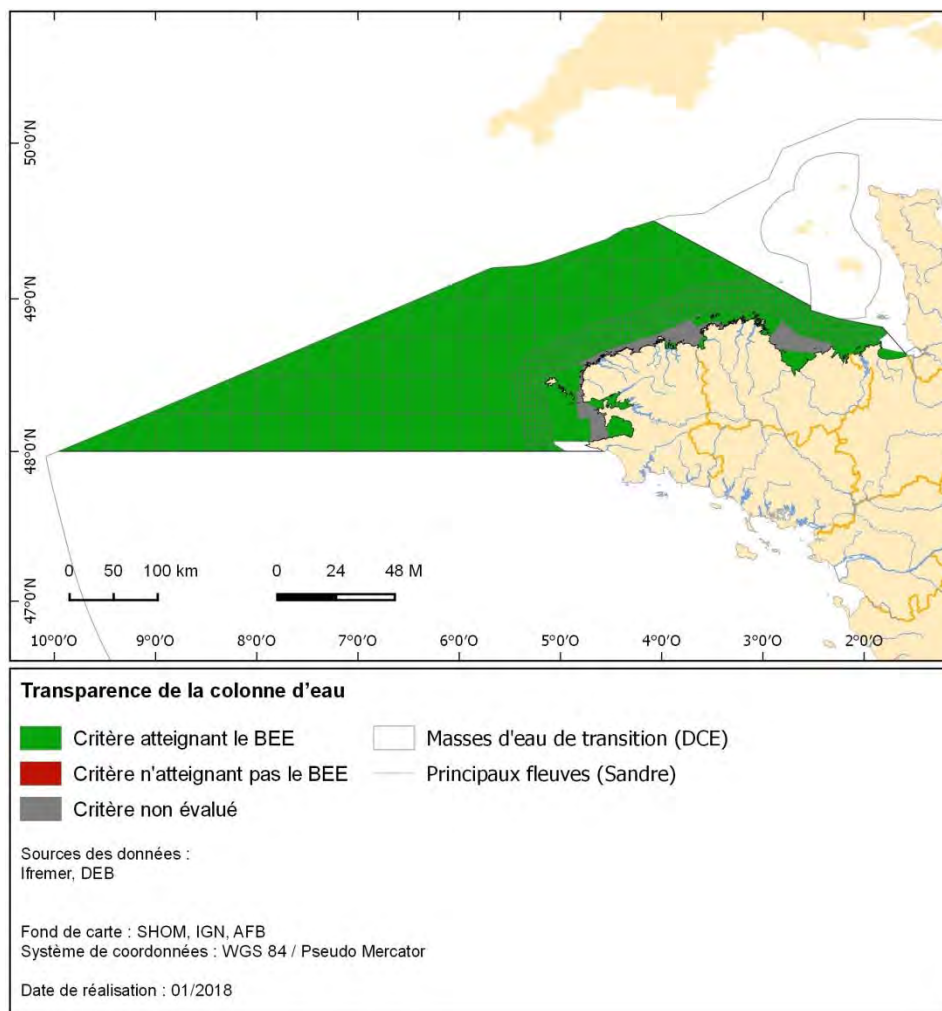 50°0'N
49°0'N
48°0'N
47°0'N
0 50 100 km
0 24 48 M
10°0'O 9°0'O 8°0'O 7°0'O 6°0'O 5°0'O 4°0'O 3°0'O 2°0'O
Transparence de la colonne d'eau
Critère atteignant le BEE
Masses d'eau de transition (DCE)
Critère n'atteignant pas le BEE
Principaux fleuves (Sandre)
Critère non évalué
Sources des données :
Ifremer, DEB
Fond de carte : SHOM, IGN, AFB
Système de coordonnées : WGS 84 / Pseudo Mercator
Date de réalisation : 01/2018